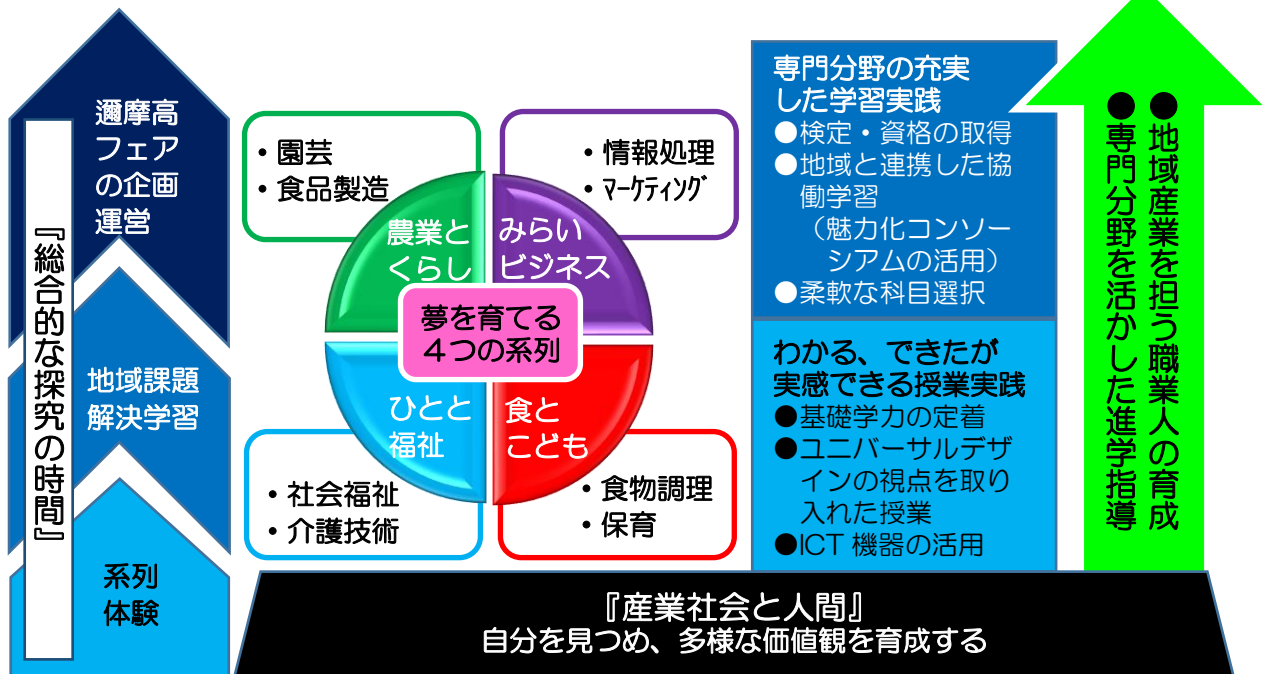 邇摩高
フェア
の企画
運営
地域課題
解決学習
系列
体験
『総合的な探究の時間』
・園芸
・食品製造
・情報処理
・ﾏｰｹﾃｨﾝｸﾞ
農業と
くらし
みらい
ビジネス
夢を育てる
４つの系列
ひとと
福祉
食と
こども
・社会福祉
・介護技術
・食物調理
・保育
専門分野の充実
した学習実践
●検定・資格の取得
●地域と連携した協
働学習
（魅力化コンソー
シアムの活用）
●柔軟な科目選択
わかる、できたが
実感できる授業実践
●基礎学力の定着
●ユニバーサルデザ
インの視点を取り
入れた授業
●ICT 機器の活用
●地域産業を担う職業人の育成
●専門分野を活かした進学指導
『産業社会と人間』
自分を見つめ、多様な価値観を育成する